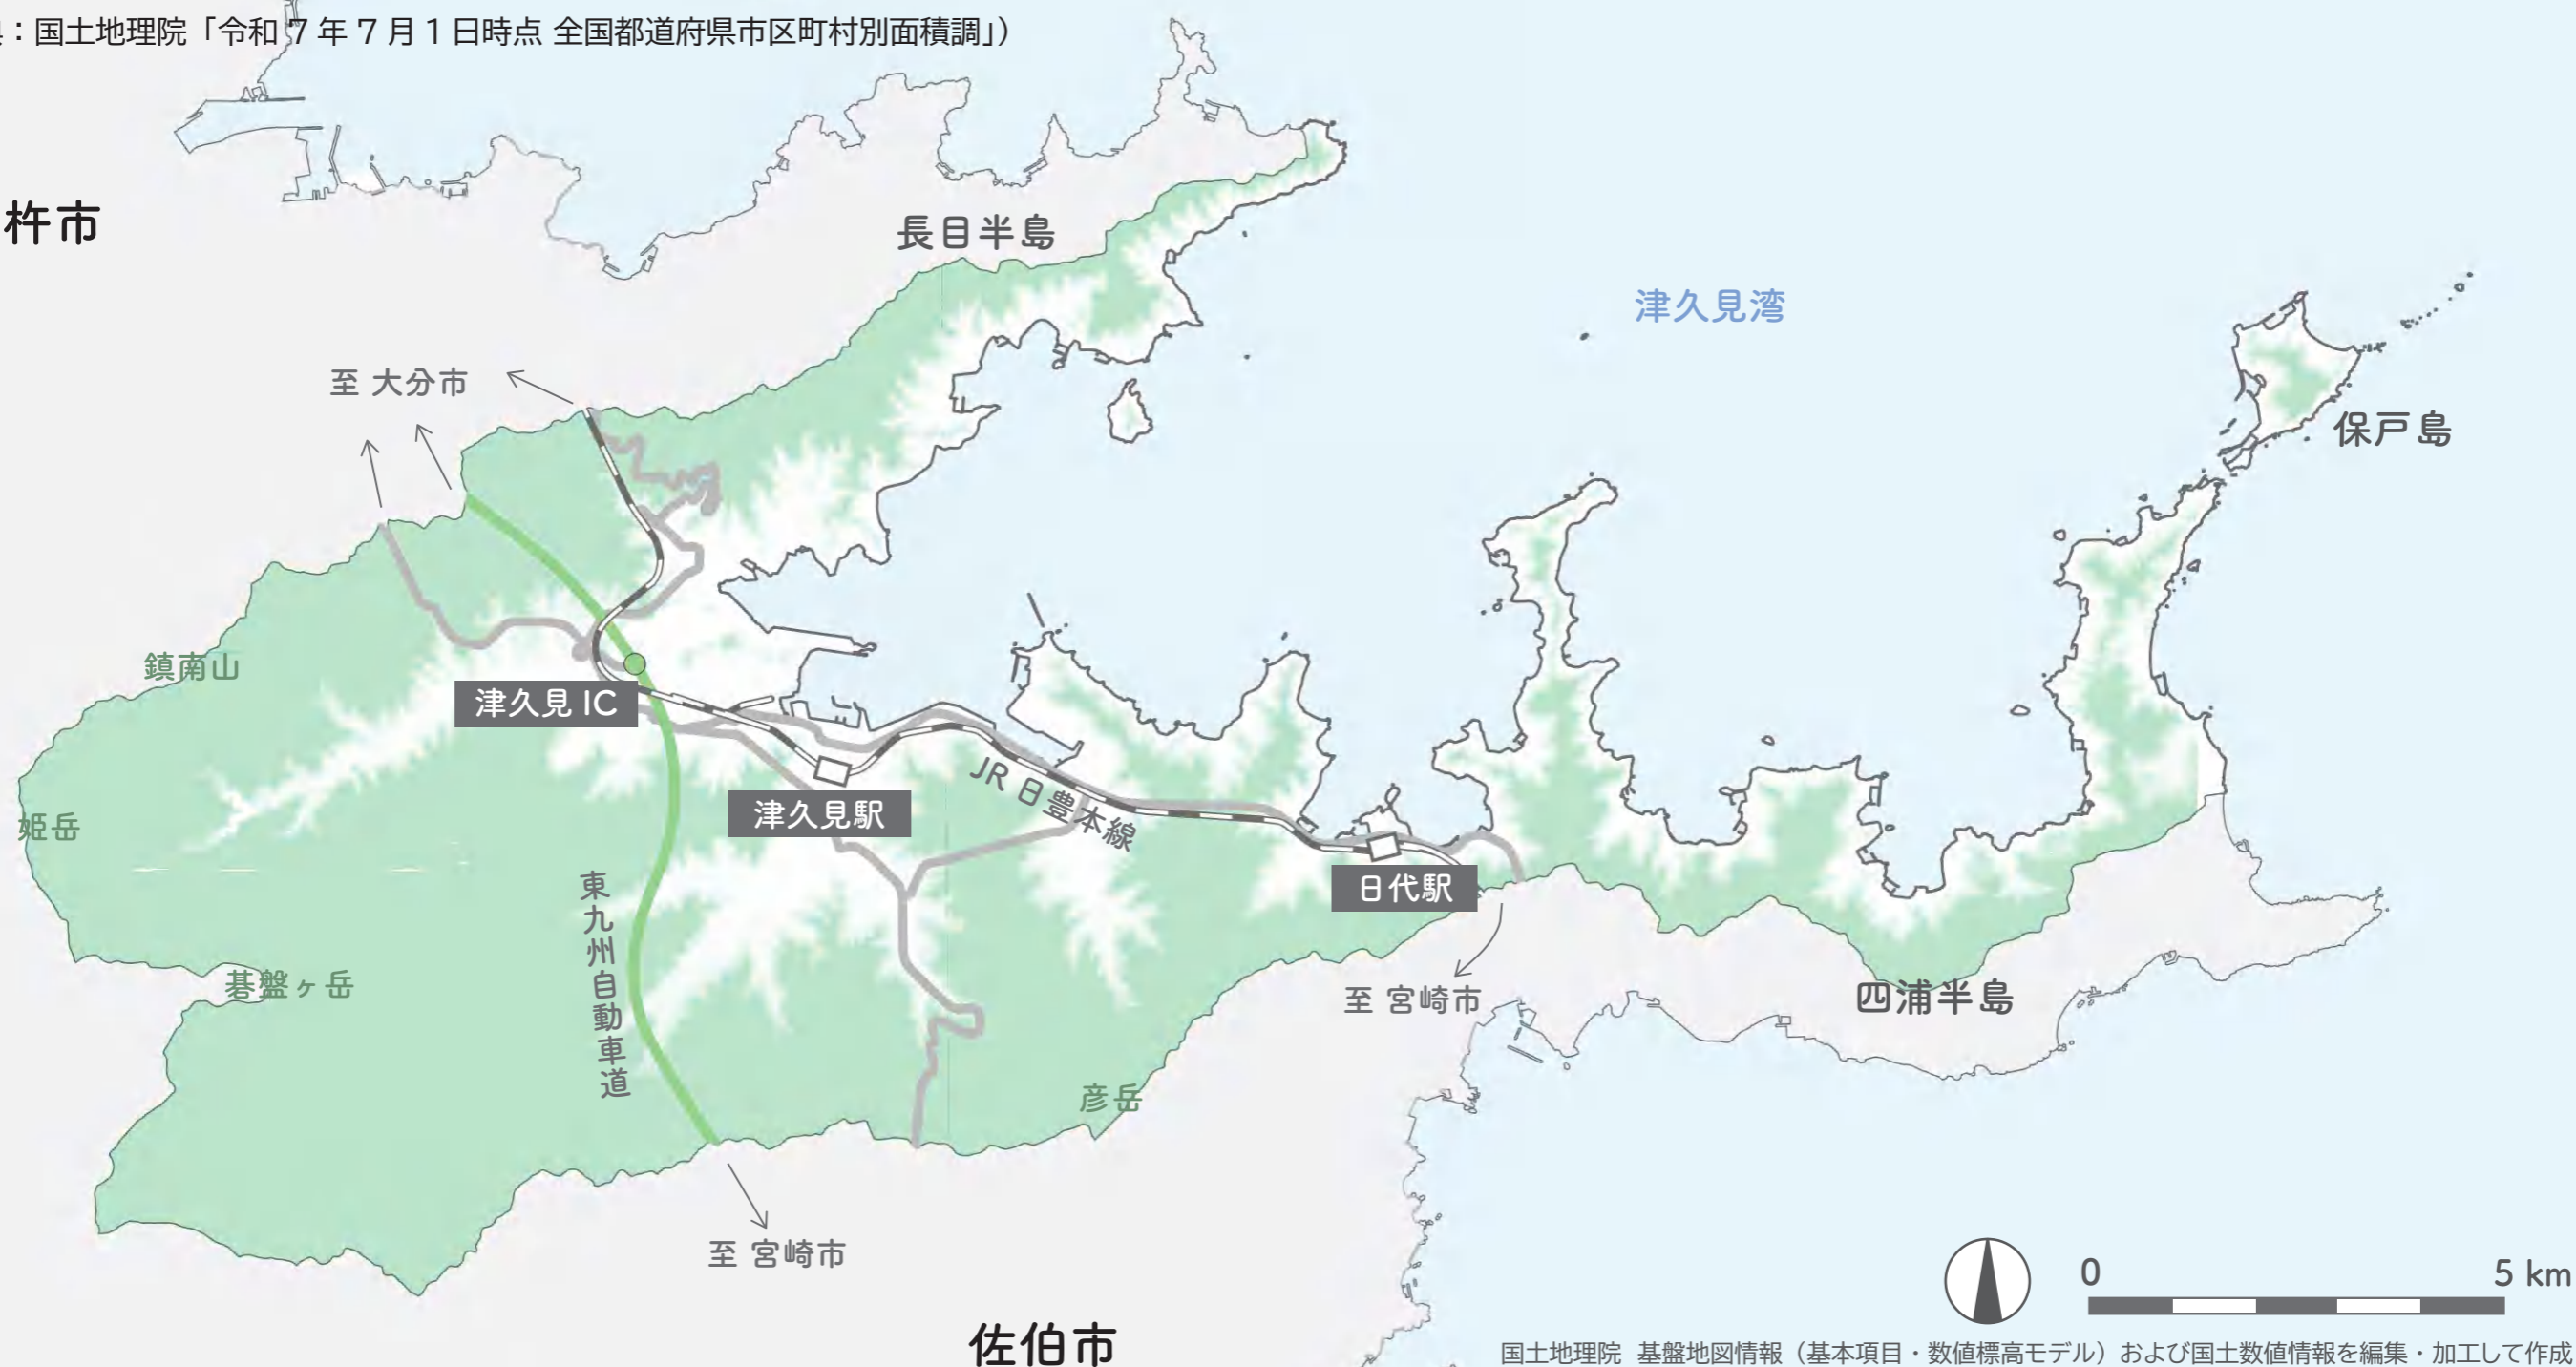 ：国土地理院「令和 7 年 7 月 1 日時点 全国都道府県市区町村別面積調」）
杵市
長目半島
津久見湾
至 大分市
保戸島
鎮南山
津久見 IC
津久見駅
JR 日豊本線
姫岳
東九州自動車道
日代駅
碁盤ヶ岳
至 宮崎市
四浦半島
彦岳
至 宮崎市
0 5 km
佐伯市
国土地理院 基盤地図情報（基本項目・数値標高モデル）および国土数値情報を編集・加工して作成